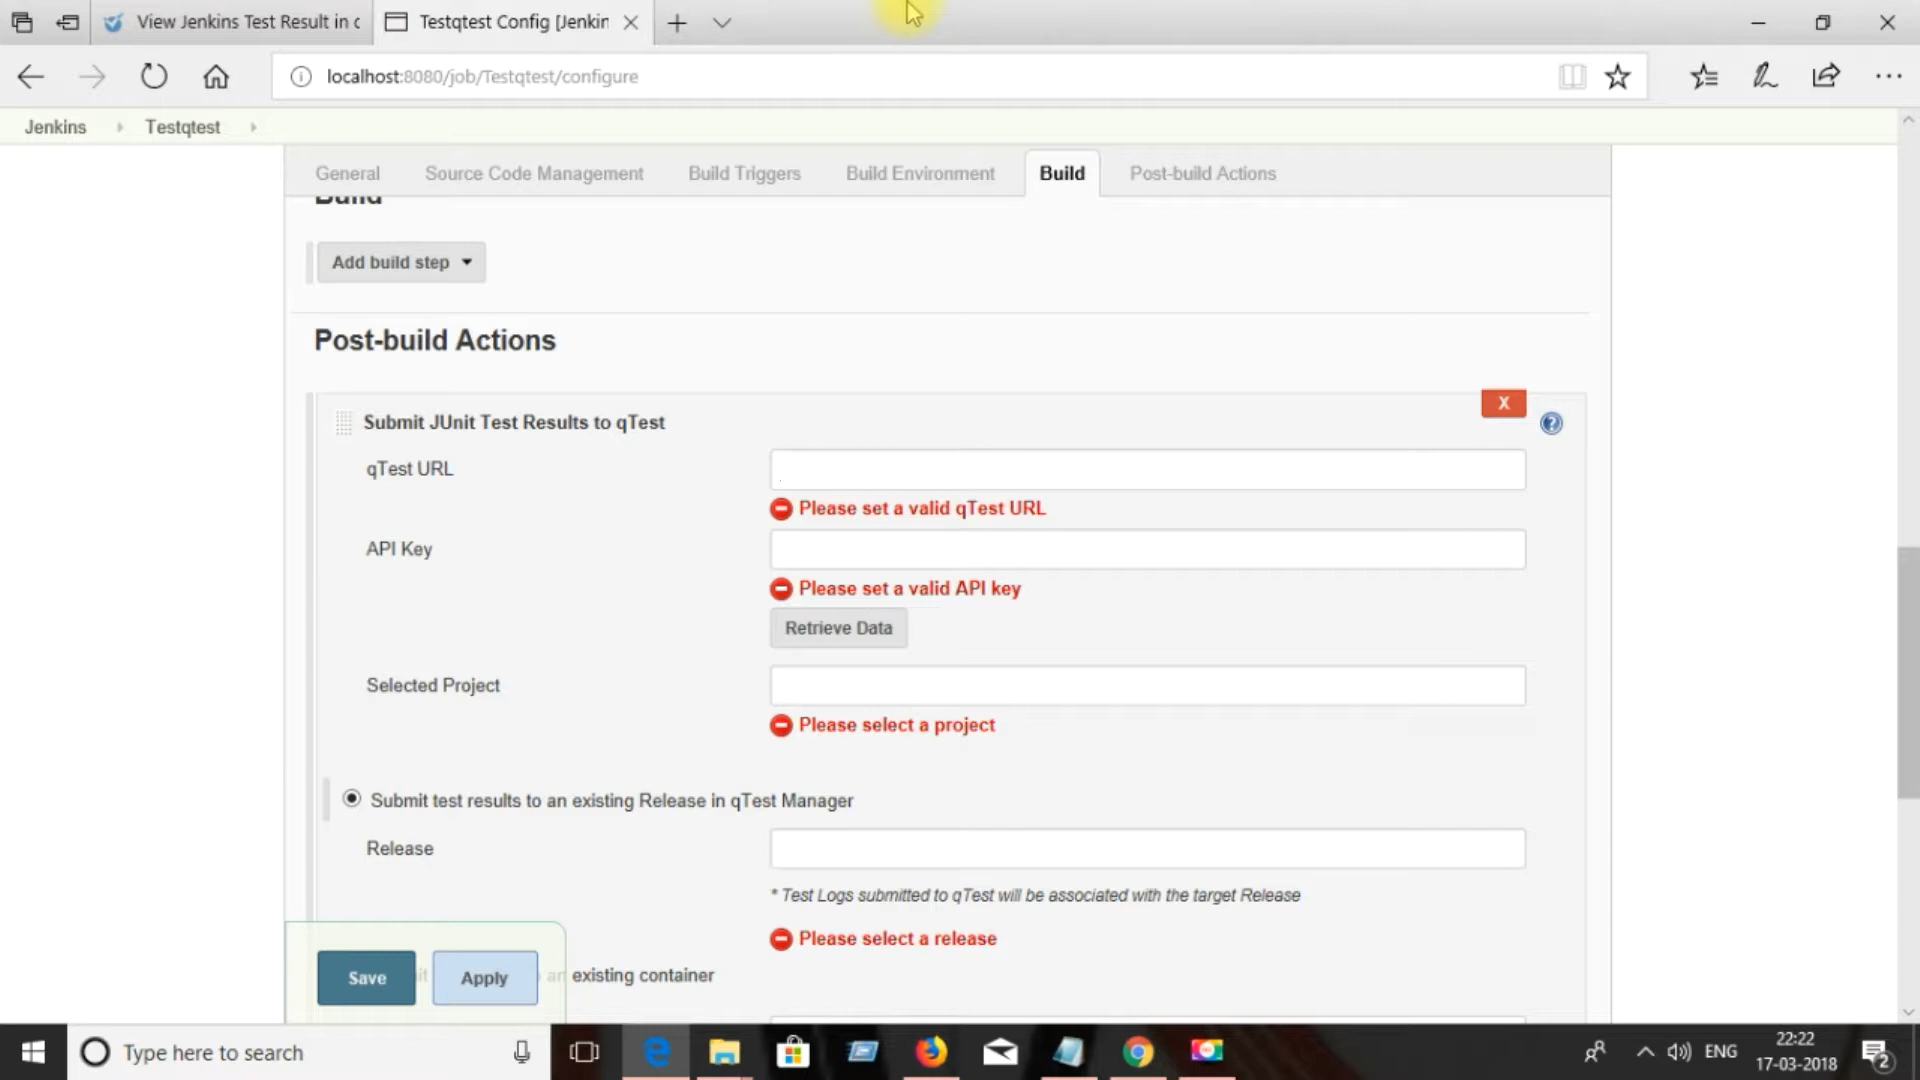 View Jenkins Test Result in c
Testqtest Config [Jenkin
localhost:8080/job/Testqtest/configure
Jenkins
Testqtest
General
Source Code Management
Build Triggers
Build Environment
Build
Post-build Actions
Build
Add build step
Post-build Actions
X
Submit JUnit Test Results to qTest
?
qTest URL
Please set a valid qTest URL
API Key
Please set a valid API key
Retrieve Data
Selected Project
Please select a project
Submit test results to an existing Release in qTest Manager
Release
* Test Logs submitted to qTest will be associated with the target Release
Please select a release
Save
Apply
an existing container
Type here to search
ENG
22:22
17-03-2018
2